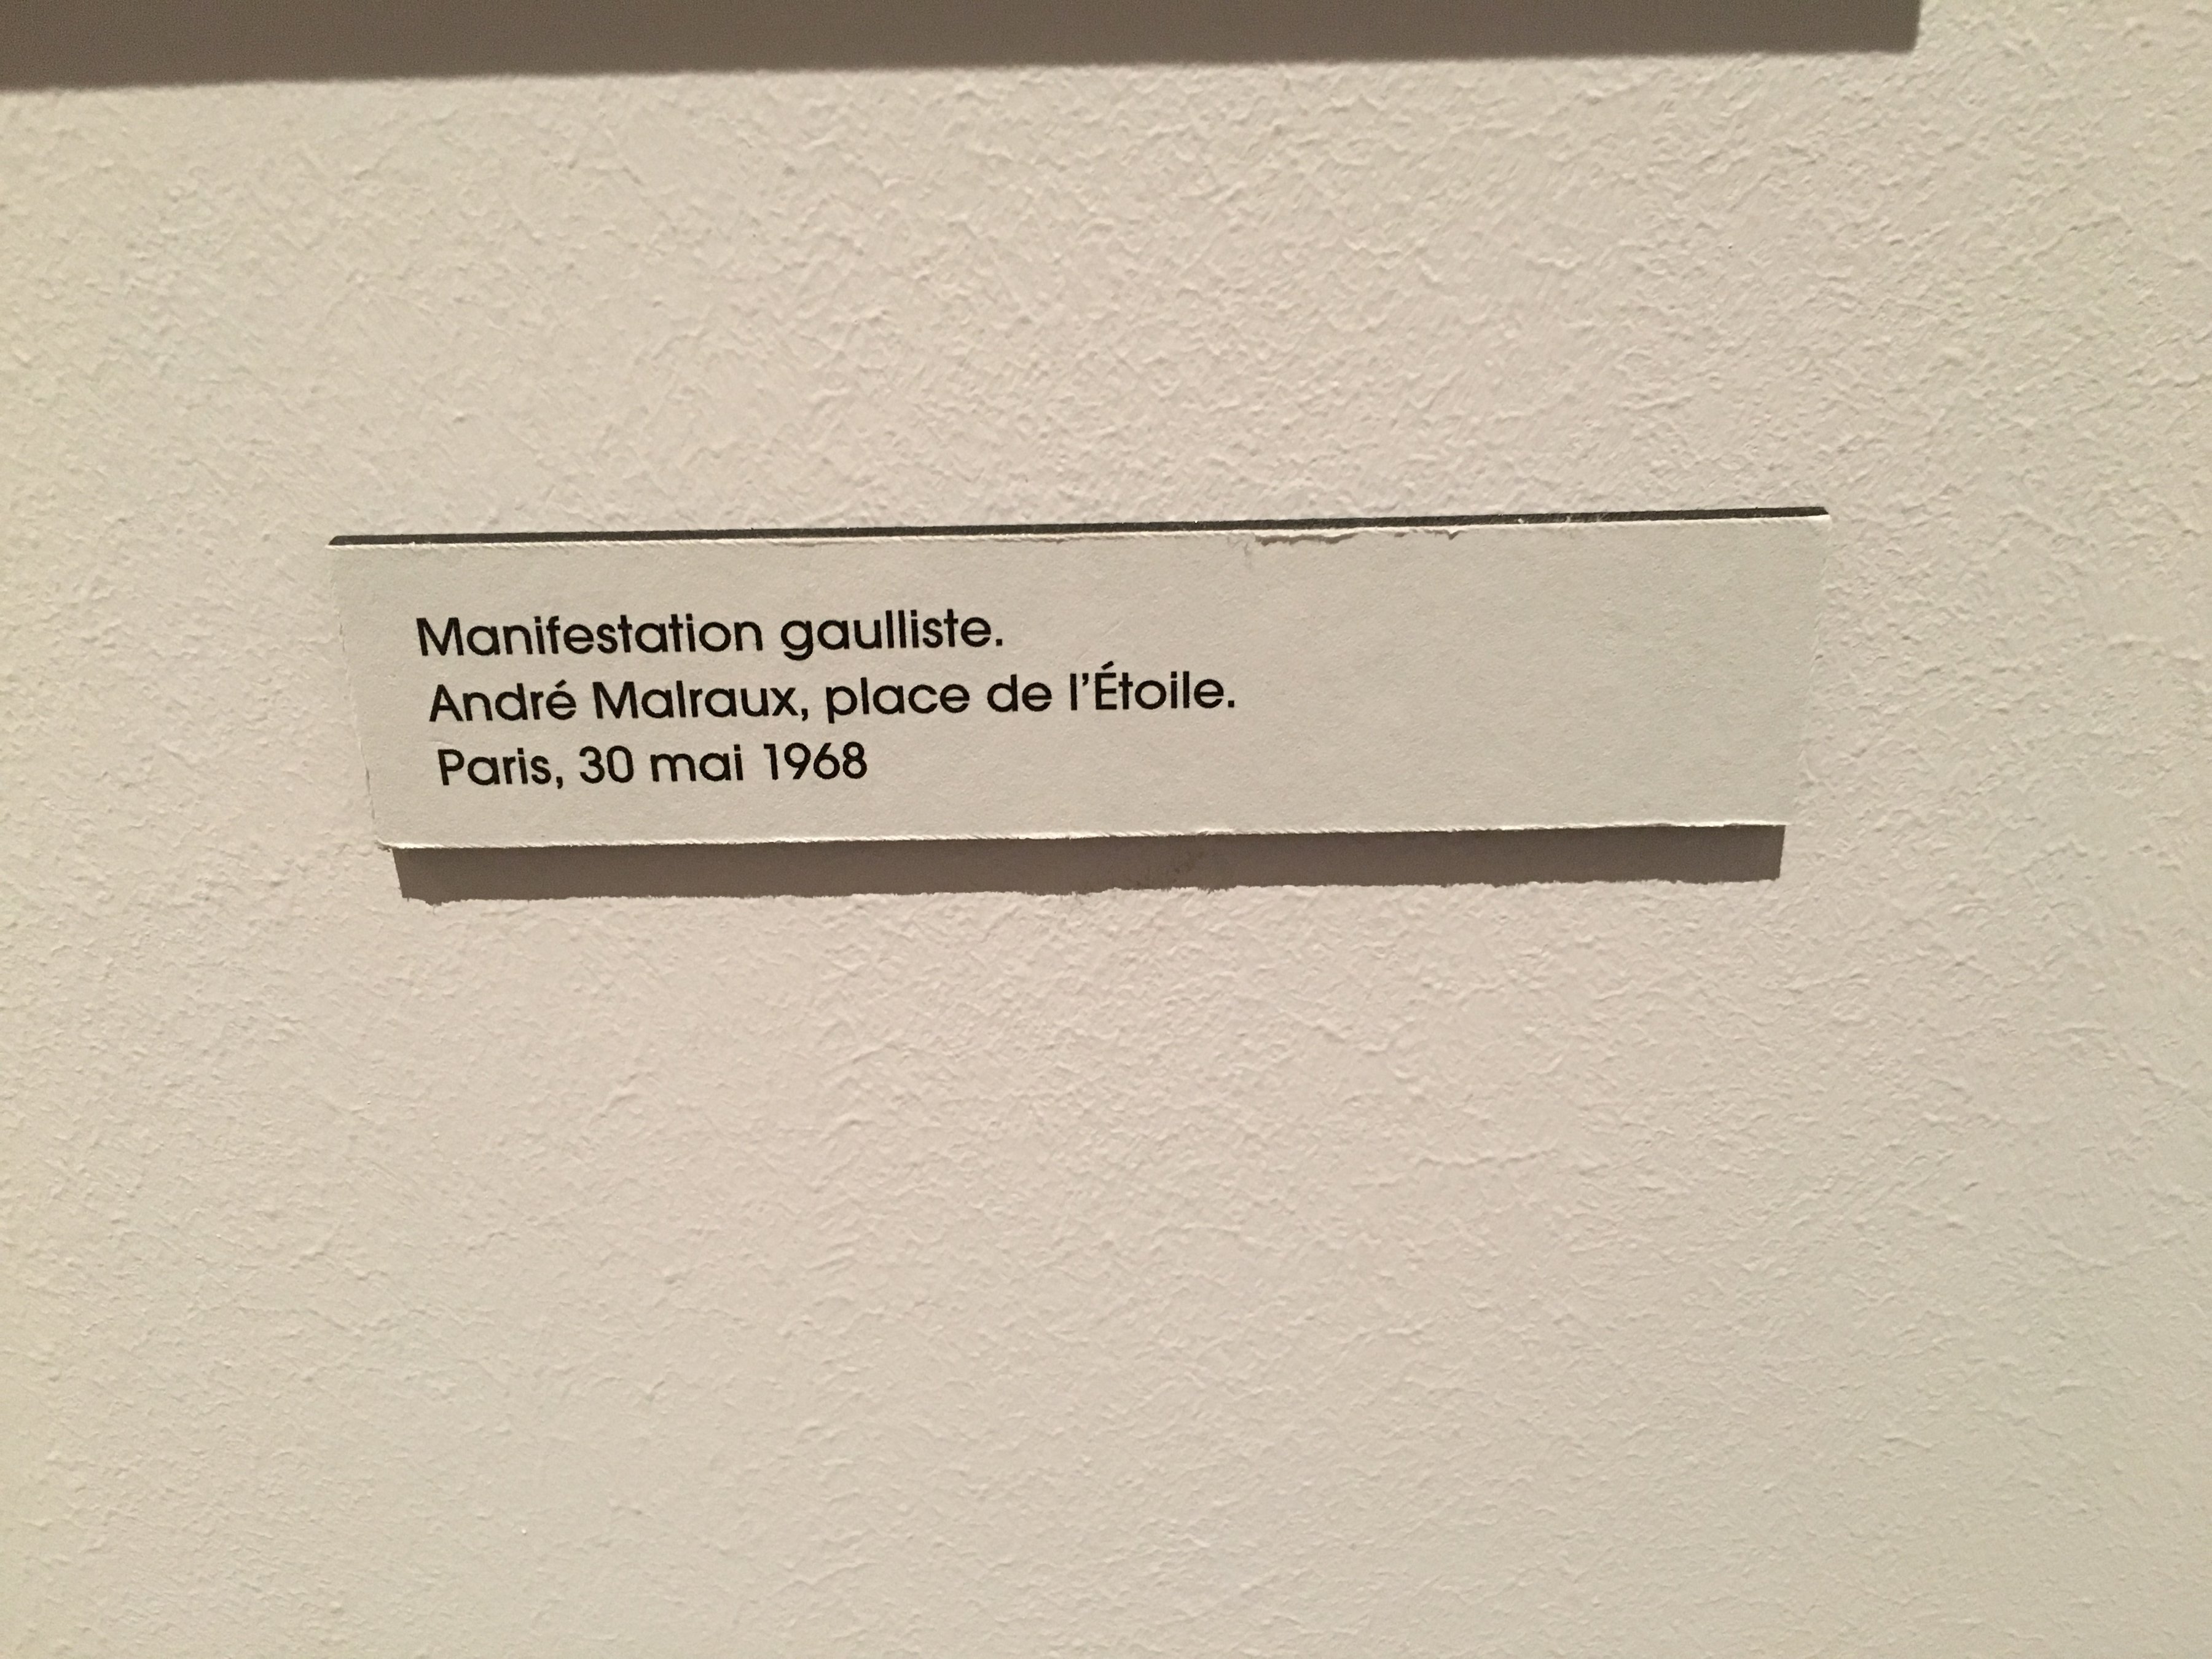 Manifestation gaulliste.
André Malraux, place de l'Étoile.
Paris, 30 mai 1968